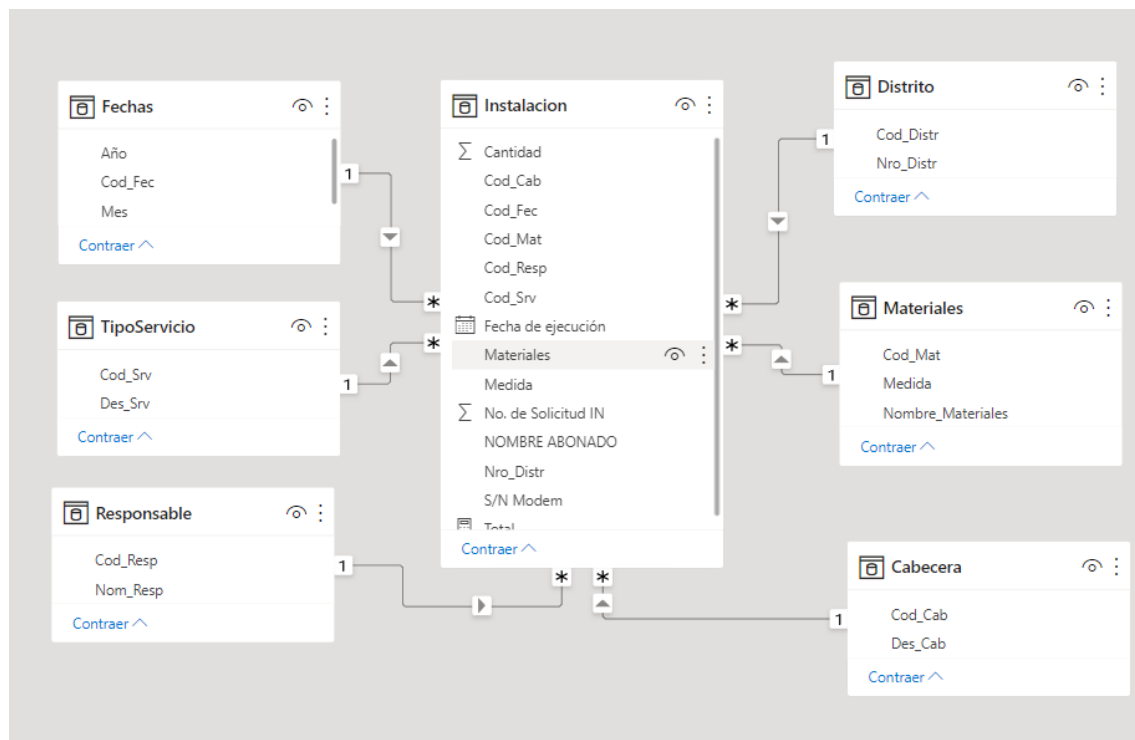 Fechas
Año
Cod_Fec
Mes
Contraer
TipoServicio
Cod_Srv
Des_Srv
Contraer
Responsable
Cod_Resp
Nom_Resp
Contraer
Instalacion
Cantidad
Cod_Cab
Cod_Fec
Cod_Mat
Cod_Resp
Cod_Srv
Fecha de ejecución
Materiales
Medida
No. de Solicitud IN
NOMBRE ABONADO
Nro_Distr
S/N Modem
Total
Contraer
Distrito
Cod_Distr
Nro_Distr
Contraer
Materiales
Cod_Mat
Medida
Nombre_Materiales
Contraer
Cabecera
Cod_Cab
Des_Cab
Contraer
1
*
1
*
1
*
1
*
1
*
1
*